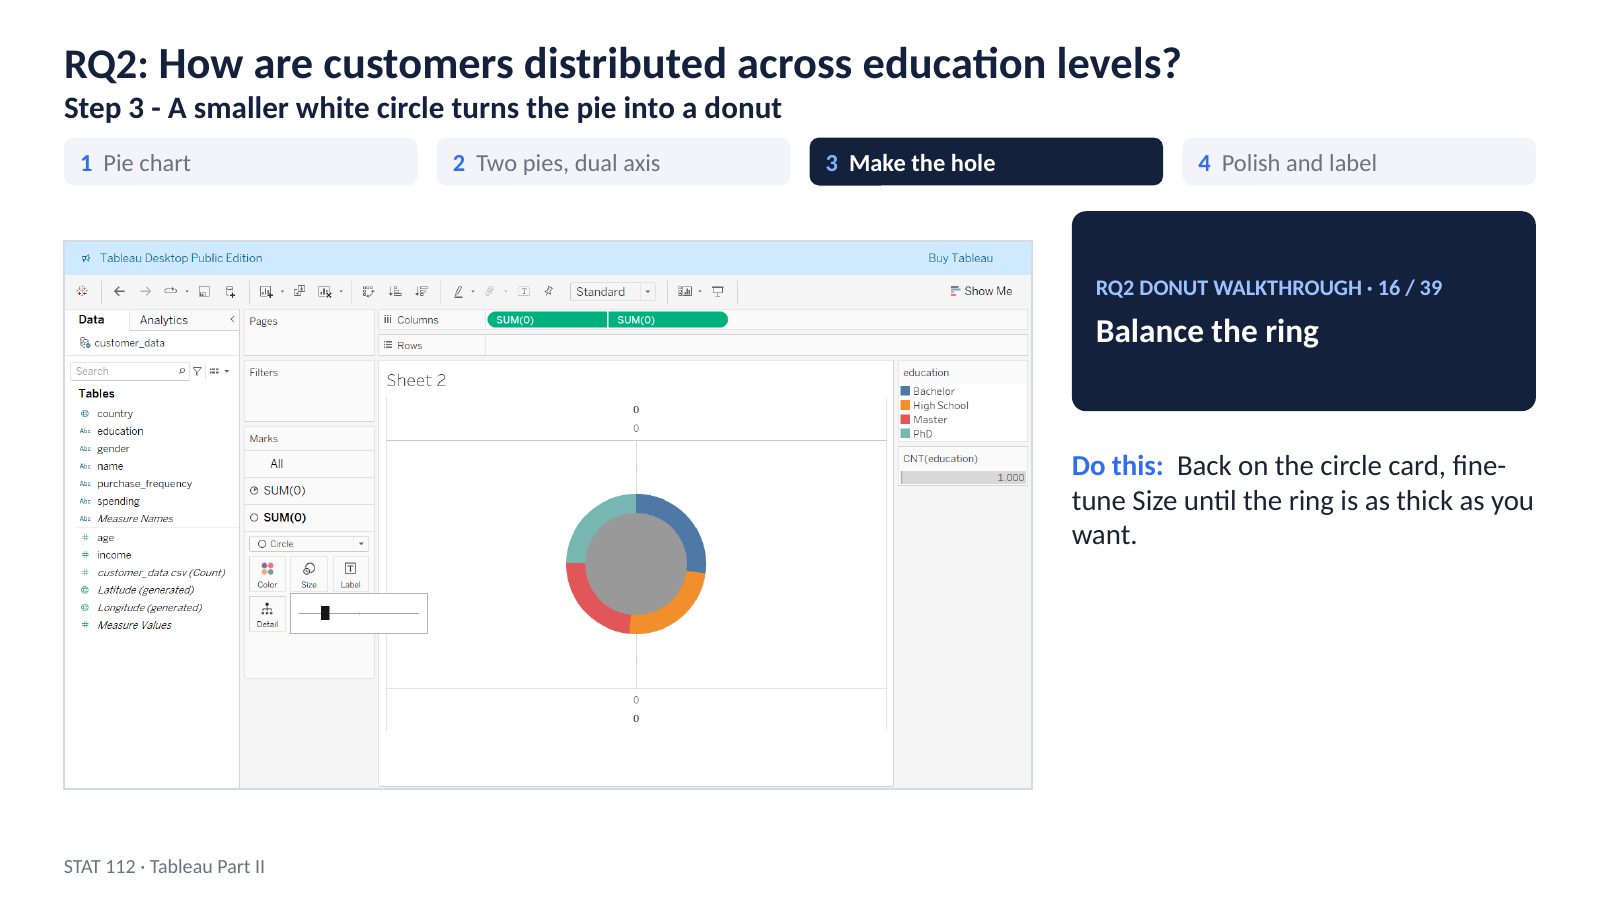 RQ2: How are customers distributed across education levels?
Step 3 - A smaller white circle turns the pie into a donut
1 Pie chart
2 Two pies, dual axis
3 Make the hole
4 Polish and label
Tableau Desktop Public Edition
Buy Tableau
Standard
Show Me
Data
Analytics
customer_data
Search
Tables
country
Abc education
Abc gender
Abc name
Abc purchase_frequency
Abc spending
Abc Measure Names
# age
# income
# customer_data.csv (Count)
Latitude (generated)
Longitude (generated)
# Measure Values
Pages
Filters
Marks
All
SUM(0)
SUM(0)
Circle
Color
Size
Label
Detail
Columns
SUM(0)
SUM(0)
Rows
Sheet 2
0
0
0
0
education
Bachelor
High School
Master
PhD
CNT(education)
1,000
RQ2 DONUT WALKTHROUGH · 16 / 39
Balance the ring
Do this: Back on the circle card, fine-
tune Size until the ring is as thick as you
want.
STAT 112 · Tableau Part II